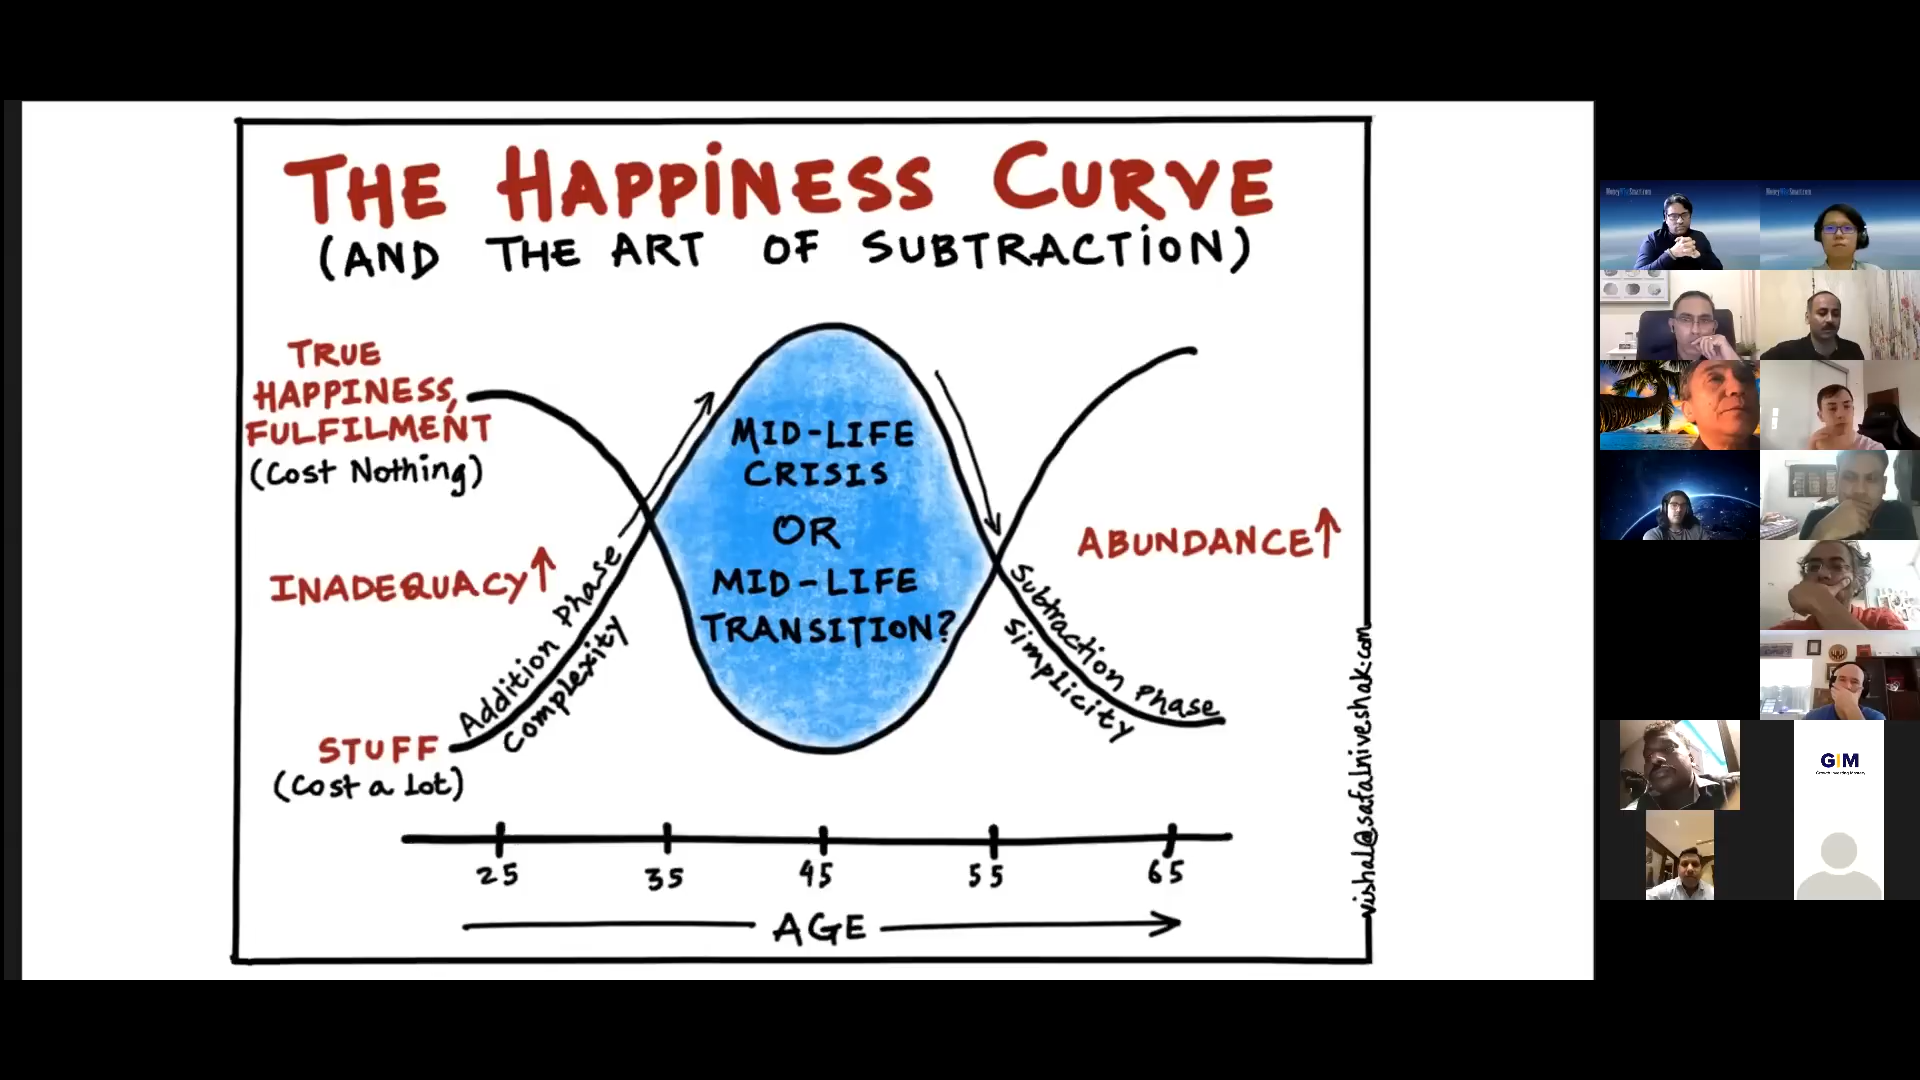 THE HAPPINESS CURVE
(AND THE ART OF SUBTRACTION)
TRUE
HAPPINESS,
FULFILMENT
(Cost Nothing)
INADEQUACY↑
STUFF
(Cost a Lot)
Addition Phase
Complexity
MID-LIFE
CRISIS
OR
MID-LIFE
TRANSITION?
ABUNDANCE↑
Subtraction Phase
Simplicity
25 35 45 55 65
AGE
vishal@safalniveshak.com
GIM